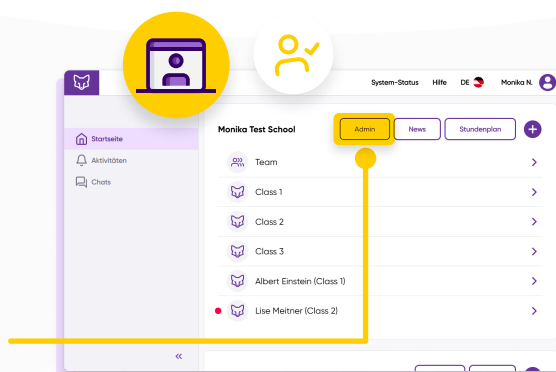 System-Status Hilfe DE Monika N.
Startseite
Aktivitäten
Chats
Monika Test School Admin News Stundenplan
Team
Class 1
Class 2
Class 3
Albert Einstein (Class 1)
Lise Meitner (Class 2)